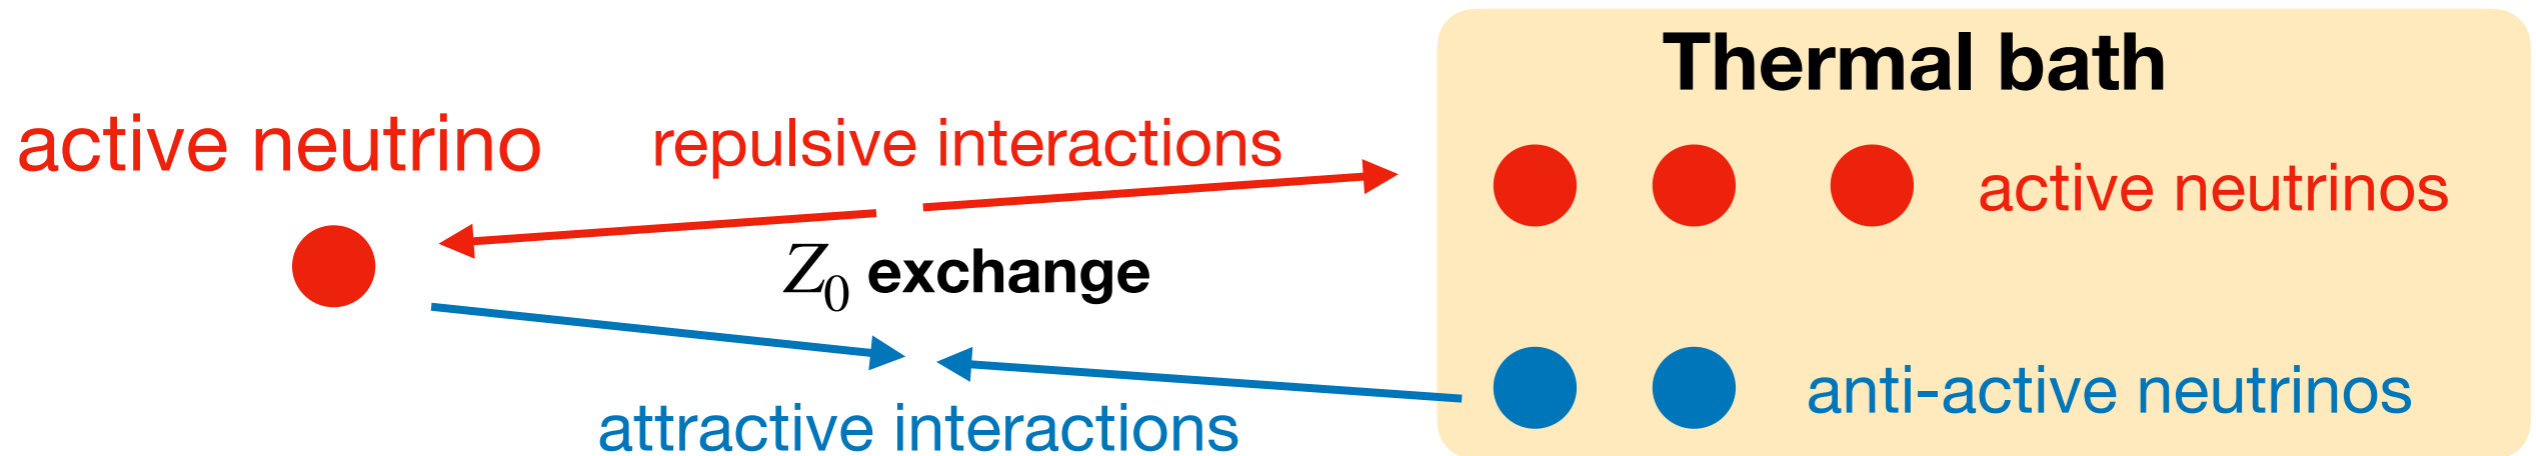 Thermal bath
active neutrino
repulsive interactions
active neutrinos
Z₀ exchange
anti-active neutrinos
attractive interactions